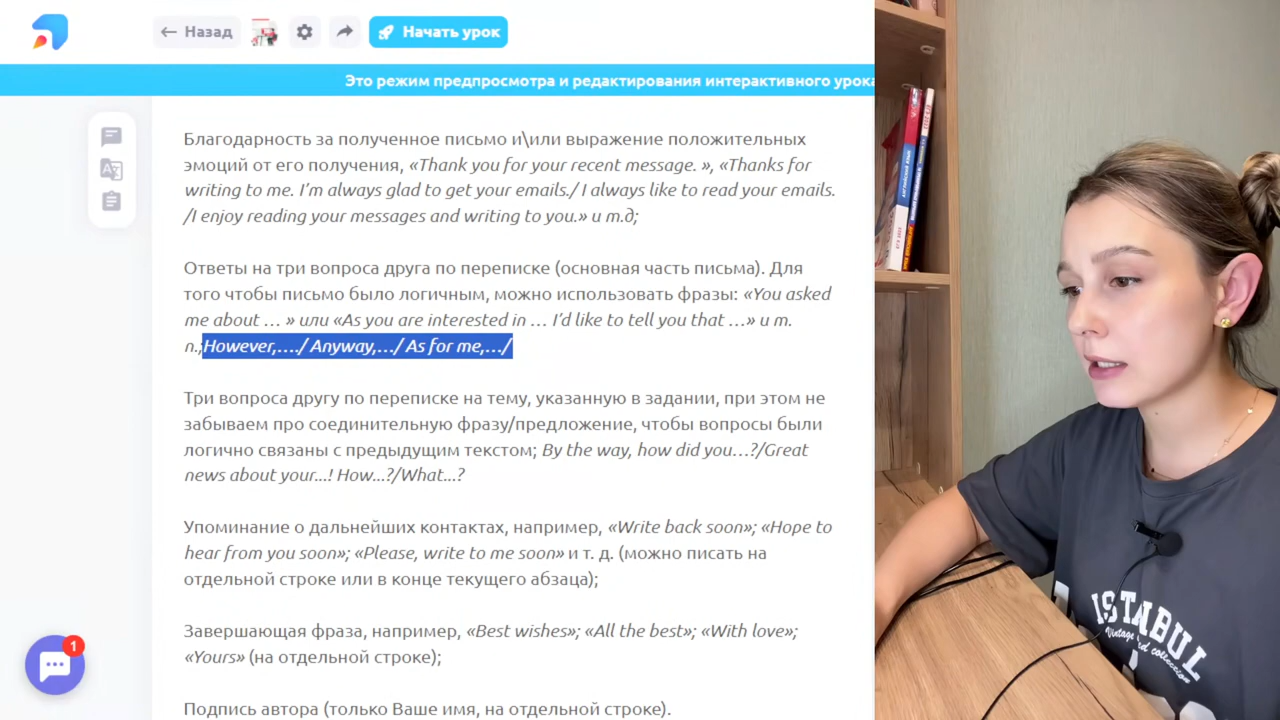 Назад
Начать урок
Это режим предпросмотра и редактирования интерактивного урока
Благодарность за полученное письмо и\или выражение положительных
эмоций от его получения, «Thank you for your recent message. », «Thanks for
writing to me. I’m always glad to get your emails./ I always like to read your emails.
/I enjoy reading your messages and writing to you.» и т.д;
Ответы на три вопроса друга по переписке (основная часть письма). Для
того чтобы письмо было логичным, можно использовать фразы: «You asked
me about … » или «As you are interested in … I’d like to tell you that …» и т.
п.;However,…./ Anyway,…/ As for me,…/
Три вопроса другу по переписке на тему, указанную в задании, при этом не
забываем про соединительную фразу/предложение, чтобы вопросы были
логично связаны с предыдущим текстом; By the way, how did you…?/Great
news about your...! How...?/What...?
Упоминание о дальнейших контактах, например, «Write back soon»; «Hope to
hear from you soon»; «Please, write to me soon» и т. д. (можно писать на
отдельной строке или в конце текущего абзаца);
Завершающая фраза, например, «Best wishes»; «All the best»; «With love»;
«Yours» (на отдельной строке);
Подпись автора (только Ваше имя, на отдельной строке).
1
ISTANBUL